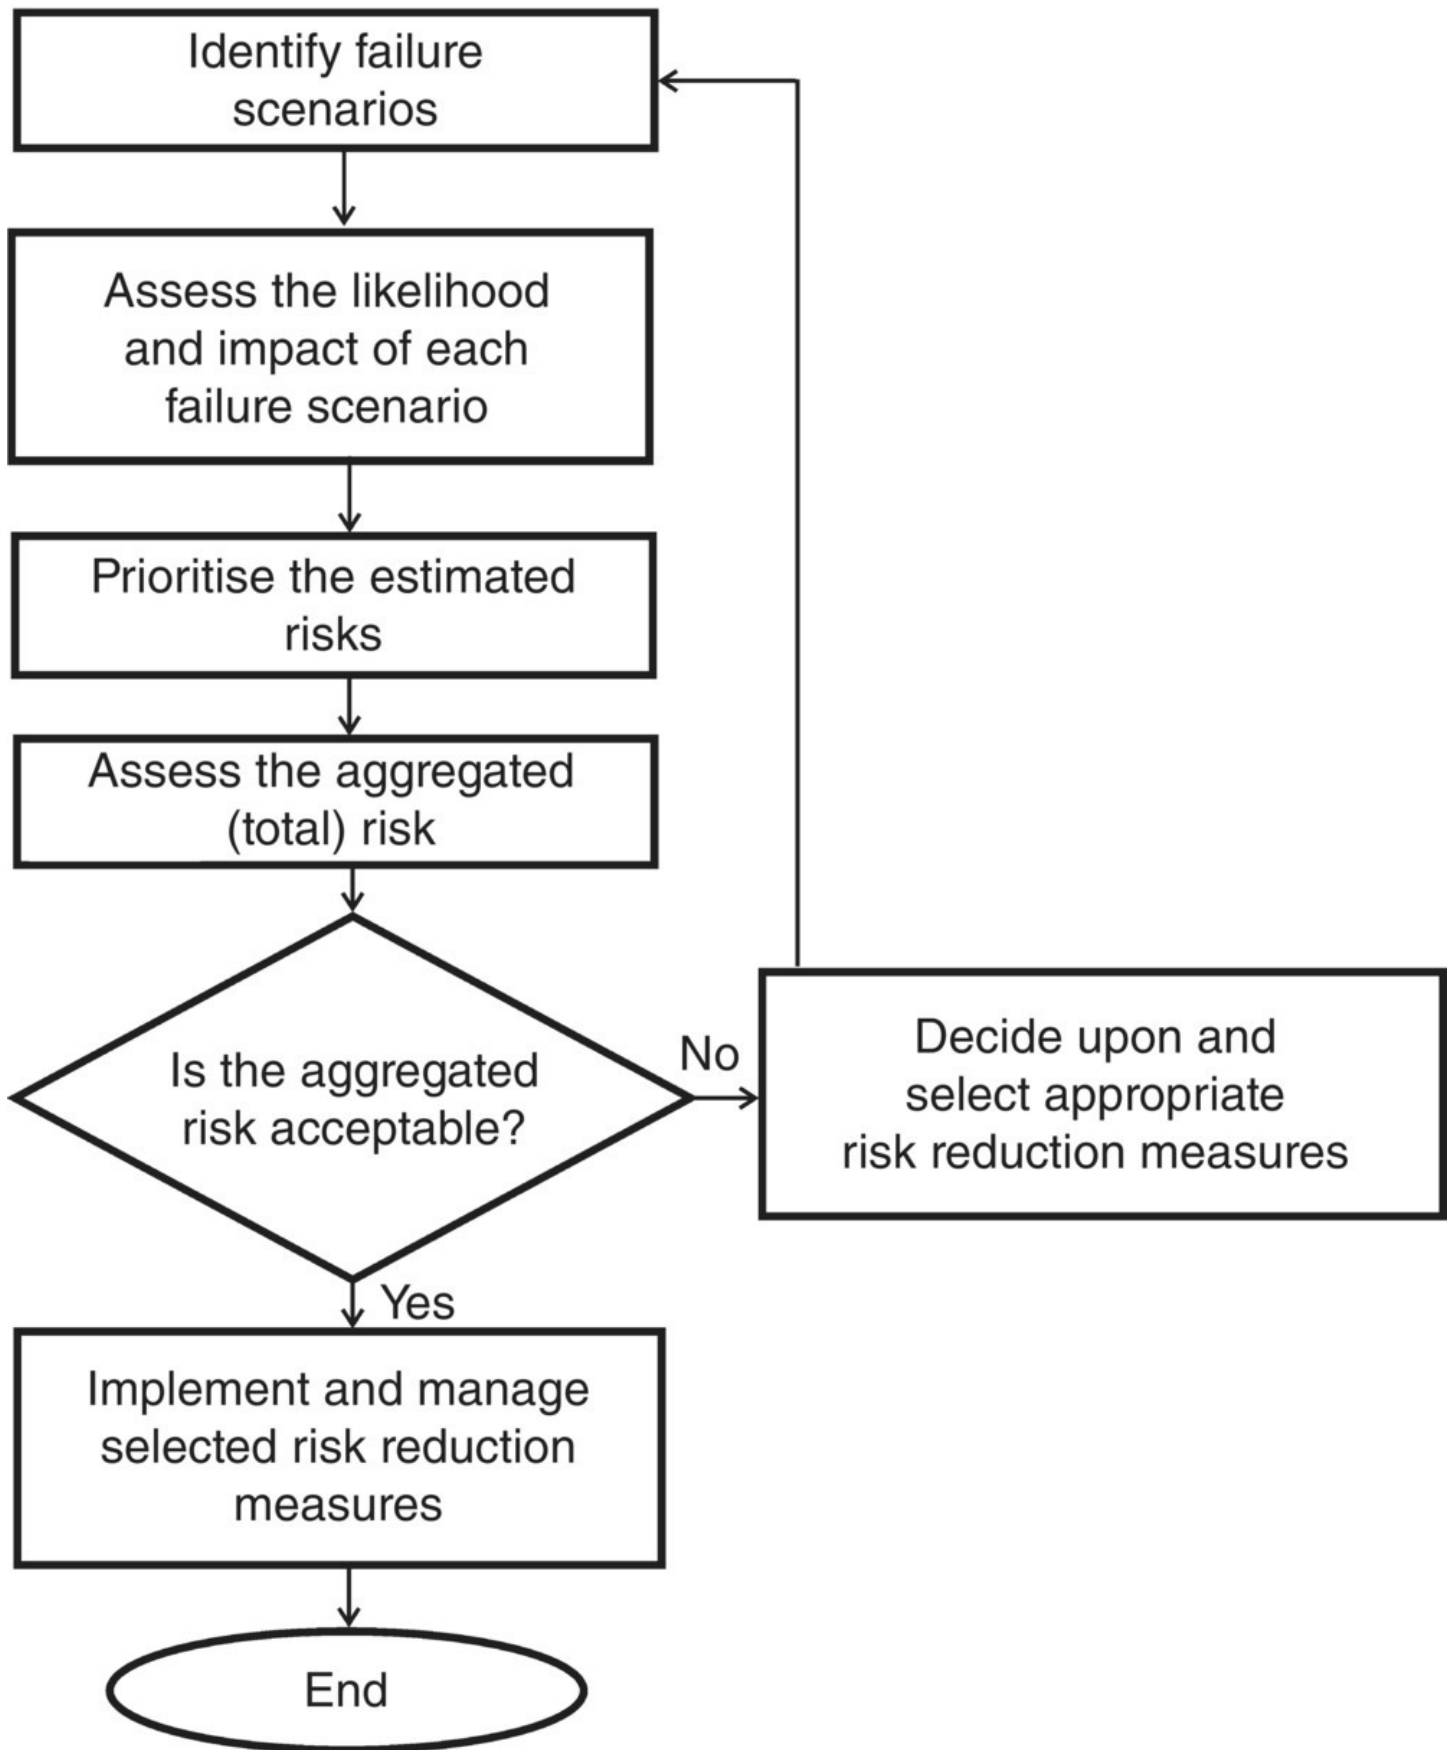 Identify failure
scenarios
Assess the likelihood
and impact of each
failure scenario
Prioritise the estimated
risks
Assess the aggregated
(total) risk
Is the aggregated
risk acceptable?
No
Decide upon and
select appropriate
risk reduction measures
Yes
Implement and manage
selected risk reduction
measures
End